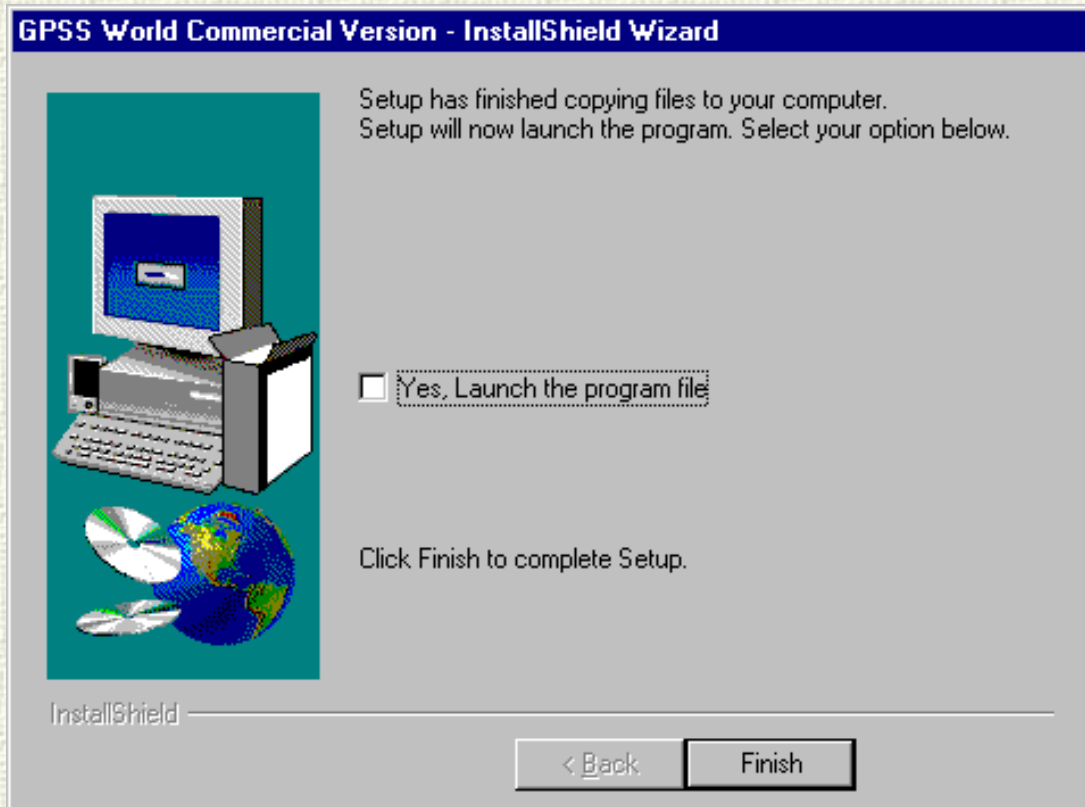 GPSS World Commercial Version - InstallShield Wizard
Setup has finished copying files to your computer.
Setup will now launch the program. Select your option below.
Yes, Launch the program file
Click Finish to complete Setup.
InstallShield
< Back
Finish